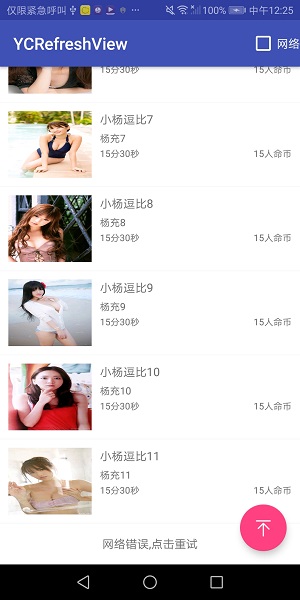 仅限紧急呼叫
100% 中午12:25
YCRefreshView
网络
15分30秒 15人命币
小杨逗比7
杨充7
15分30秒 15人命币
小杨逗比8
杨充8
15分30秒 15人命币
小杨逗比9
杨充9
15分30秒 15人命币
小杨逗比10
杨充10
15分30秒 15人命币
小杨逗比11
杨充11
15分30秒 15人命币
网络错误,点击重试